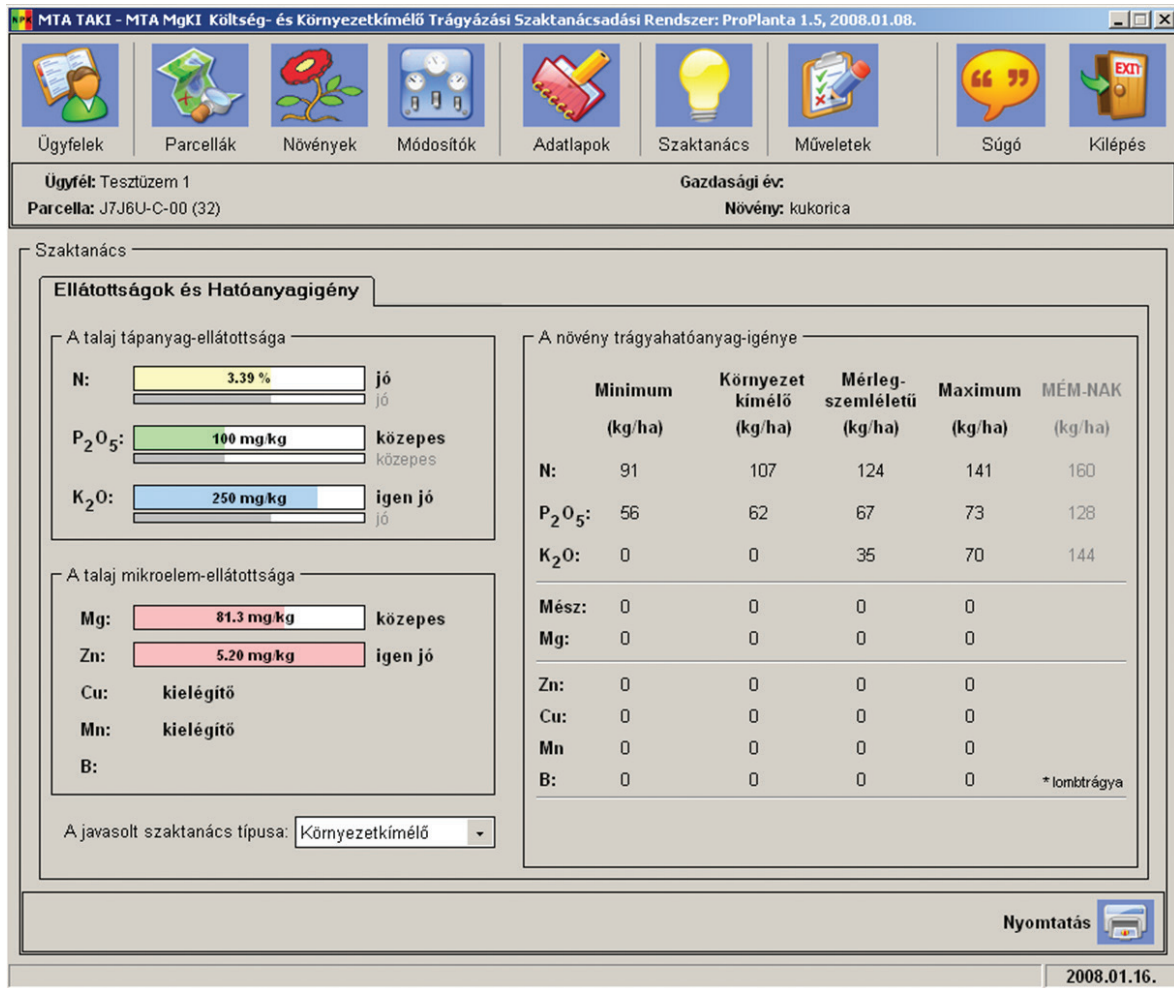 NPK MTA TAKI - MTA MgKI Költség- és Környezetkímélő Trágyázási Szaktanácsadási Rendszer: ProPlanta 1.5, 2008.01.08.
EXIT
Ügyfelek Parcellák Növények Módosítók Adatlapok Szaktanács Műveletek Súgó Kilépés
Ügyfél: Tesztüzem 1 Gazdasági év:
Parcella: J7J6U-C-00 (32) Növény: kukorica
Szaktanács
Ellátottságok és Hatóanyagigény
A talaj tápanyag-ellátottsága
N: 3.39 % jó
jó
P2O5: 100 mg/kg közepes
közepes
K2O: 250 mg/kg igen jó
jó
A talaj mikroelem-ellátottsága
Mg: 81.3 mg/kg közepes
Zn: 5.20 mg/kg igen jó
Cu: kielégítő
Mn: kielégítő
B:
A javasolt szaktanács típusa: Környezetkímélő
A növény trágyahatóanyag-igénye
Minimum Környezet kímélő Mérleg-szemléletű Maximum MÉM-NAK
(kg/ha) (kg/ha) (kg/ha) (kg/ha) (kg/ha)
N: 91 107 124 141 160
P2O5: 56 62 67 73 128
K2O: 0 0 35 70 144
Mész: 0 0 0 0
Mg: 0 0 0 0
Zn: 0 0 0 0
Cu: 0 0 0 0
Mn 0 0 0 0
B: 0 0 0 0 * lombtrágya
Nyomtatás
2008.01.16.